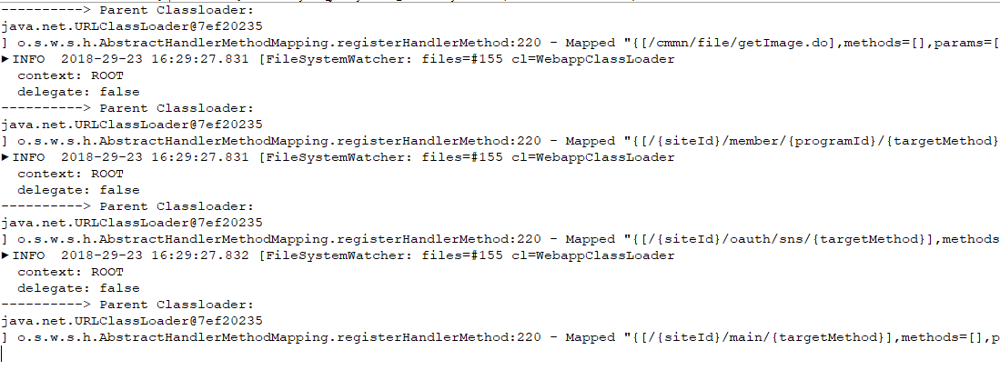 ----------> Parent Classloader:
java.net.URLClassLoader@7ef20235
] o.s.w.s.h.AbstractHandlerMethodMapping.registerHandlerMethod:220 - Mapped "{[/cmmn/file/getImage.do],methods=[],params=[
▶INFO  2018-29-23 16:29:27.831 [FileSystemWatcher: files=#155 cl=WebappClassLoader
  context: ROOT
  delegate: false
----------> Parent Classloader:
java.net.URLClassLoader@7ef20235
] o.s.w.s.h.AbstractHandlerMethodMapping.registerHandlerMethod:220 - Mapped "{[/{siteId}/member/{programId}/{targetMethod}
▶INFO  2018-29-23 16:29:27.831 [FileSystemWatcher: files=#155 cl=WebappClassLoader
  context: ROOT
  delegate: false
----------> Parent Classloader:
java.net.URLClassLoader@7ef20235
] o.s.w.s.h.AbstractHandlerMethodMapping.registerHandlerMethod:220 - Mapped "{[/{siteId}/oauth/sns/{targetMethod}],methods
▶INFO  2018-29-23 16:29:27.832 [FileSystemWatcher: files=#155 cl=WebappClassLoader
  context: ROOT
  delegate: false
----------> Parent Classloader:
java.net.URLClassLoader@7ef20235
] o.s.w.s.h.AbstractHandlerMethodMapping.registerHandlerMethod:220 - Mapped "{[/{siteId}/main/{targetMethod}],methods=[],p